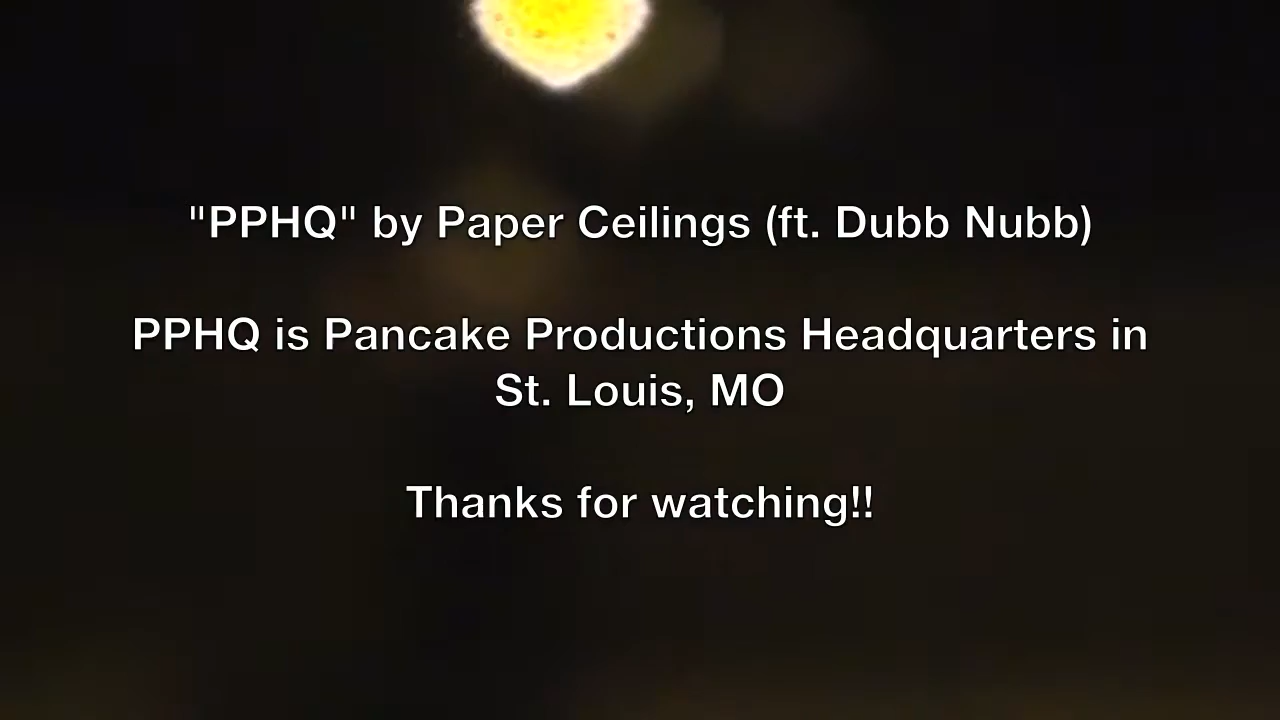 "PPHQ" by Paper Ceilings (ft. Dubb Nubb)
PPHQ is Pancake Productions Headquarters in
St. Louis, MO
Thanks for watching!!